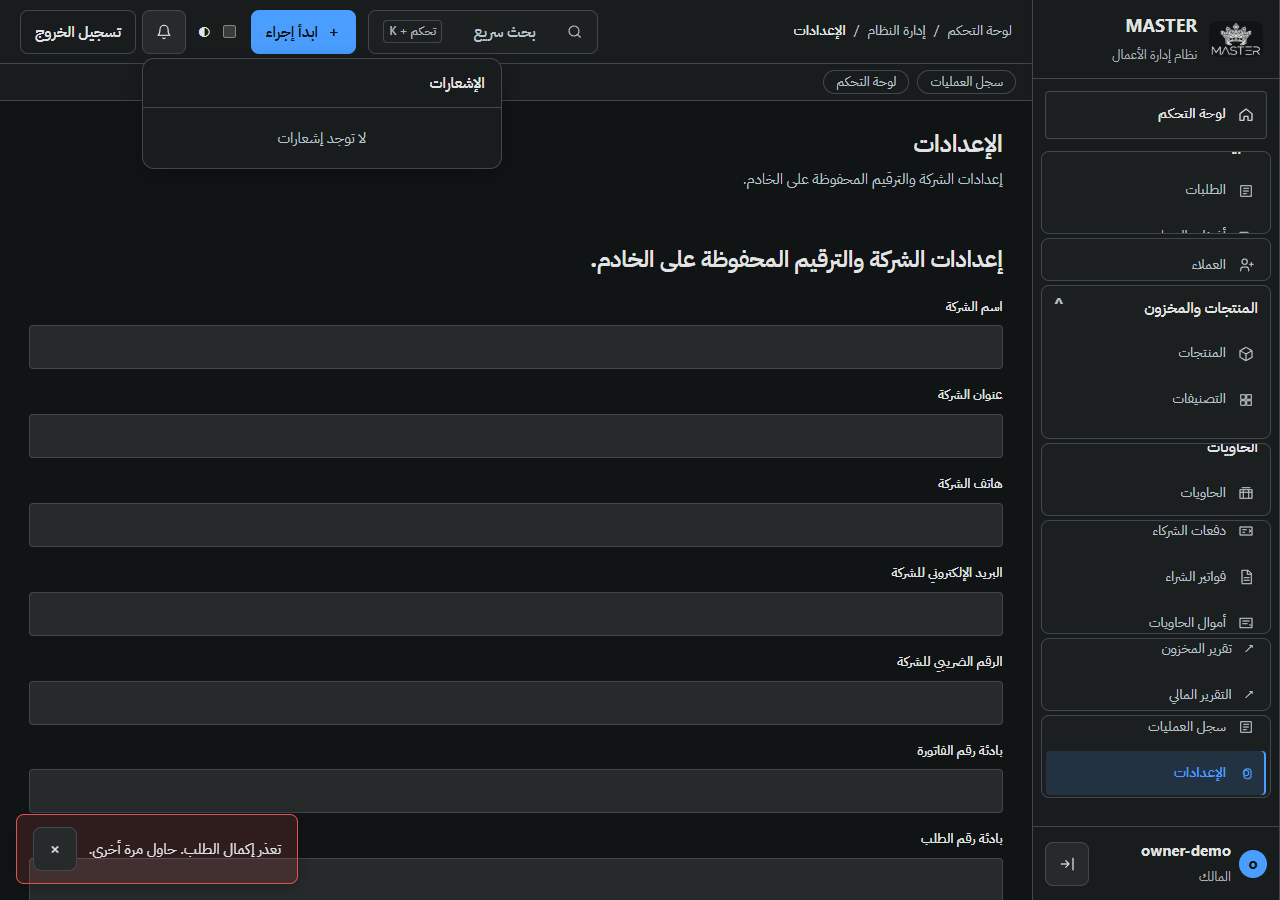 MASTER
نظام إدارة الأعمال
MASTER
لوحة التحكم
الطلبات
العملاء
المنتجات والمخزون
المنتجات
التصنيفات
الحاويات
الحاويات
دفعات الشركاء
فواتير الشراء
أموال الحاويات
تقرير المخزون
التقرير المالي
سجل العمليات
الإعدادات
owner-demo
المالك
o
لوحة التحكم / إدارة النظام / الإعدادات
بحث سريع
تحكم + K
+ ابدأ إجراء
تسجيل الخروج
سجل العمليات
لوحة التحكم
الإشعارات
لا توجد إشعارات
الإعدادات
إعدادات الشركة والترقيم المحفوظة على الخادم.
إعدادات الشركة والترقيم المحفوظة على الخادم.
اسم الشركة
عنوان الشركة
هاتف الشركة
البريد الإلكتروني للشركة
الرقم الضريبي للشركة
بادئة رقم الفاتورة
بادئة رقم الطلب
تعذر إكمال الطلب. حاول مرة أخرى.
×